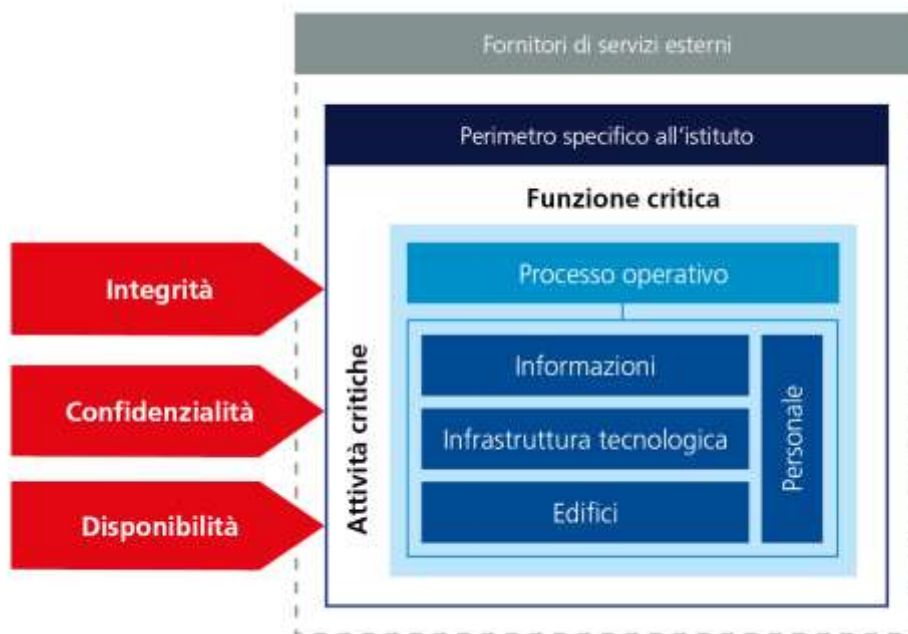 Fornitori di servizi esterni
Perimetro specifico all'istituto
Funzione critica
Integrità
Confidenzialità
Disponibilità
Attività critiche
Processo operativo
Informazioni
Infrastruttura tecnologica
Edifici
Personale